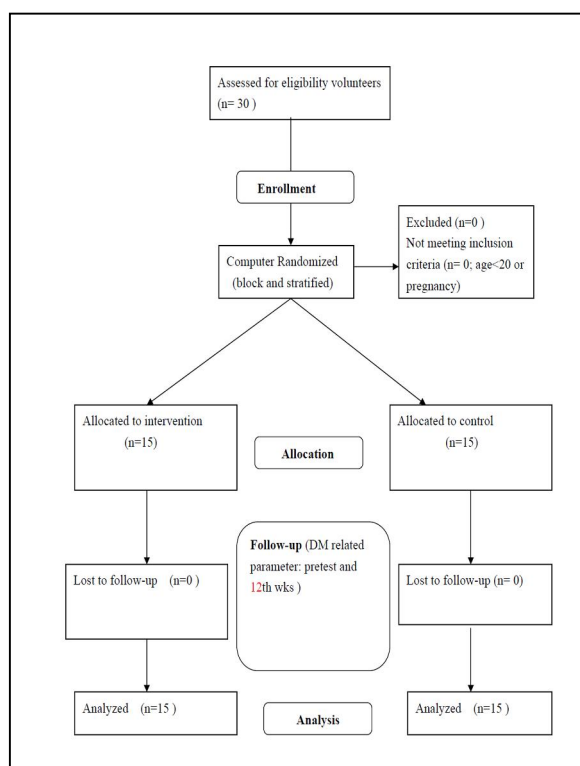 Assessed for eligibility volunteers
(n= 30 )
Enrollment
Excluded (n=0 )
Not meeting inclusion
criteria (n= 0; age<20 or
pregnancy)
Computer Randomized
(block and stratified)
Allocated to intervention
(n=15)
Allocated to control
(n=15)
Allocation
Follow-up (DM related
parameter: pretest and
12th wks )
Lost to follow-up (n=0 )
Lost to follow-up (n= 0)
Analyzed (n=15 )
Analysis
Analyzed (n=15 )